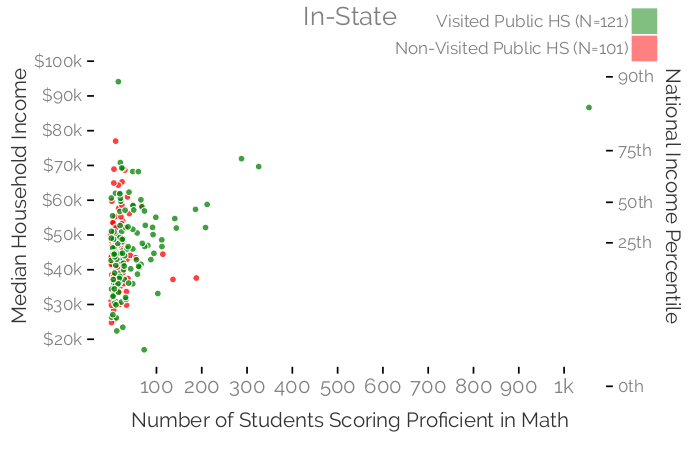 In-State
Visited Public HS (N=121)
Non-Visited Public HS (N=101)
Median Household Income
$100k
$90k
$80k
$70k
$60k
$50k
$40k
$30k
$20k
National Income Percentile
90th
75th
50th
25th
0th
100 200 300 400 500 600 700 800 900 1k
Number of Students Scoring Proficient in Math